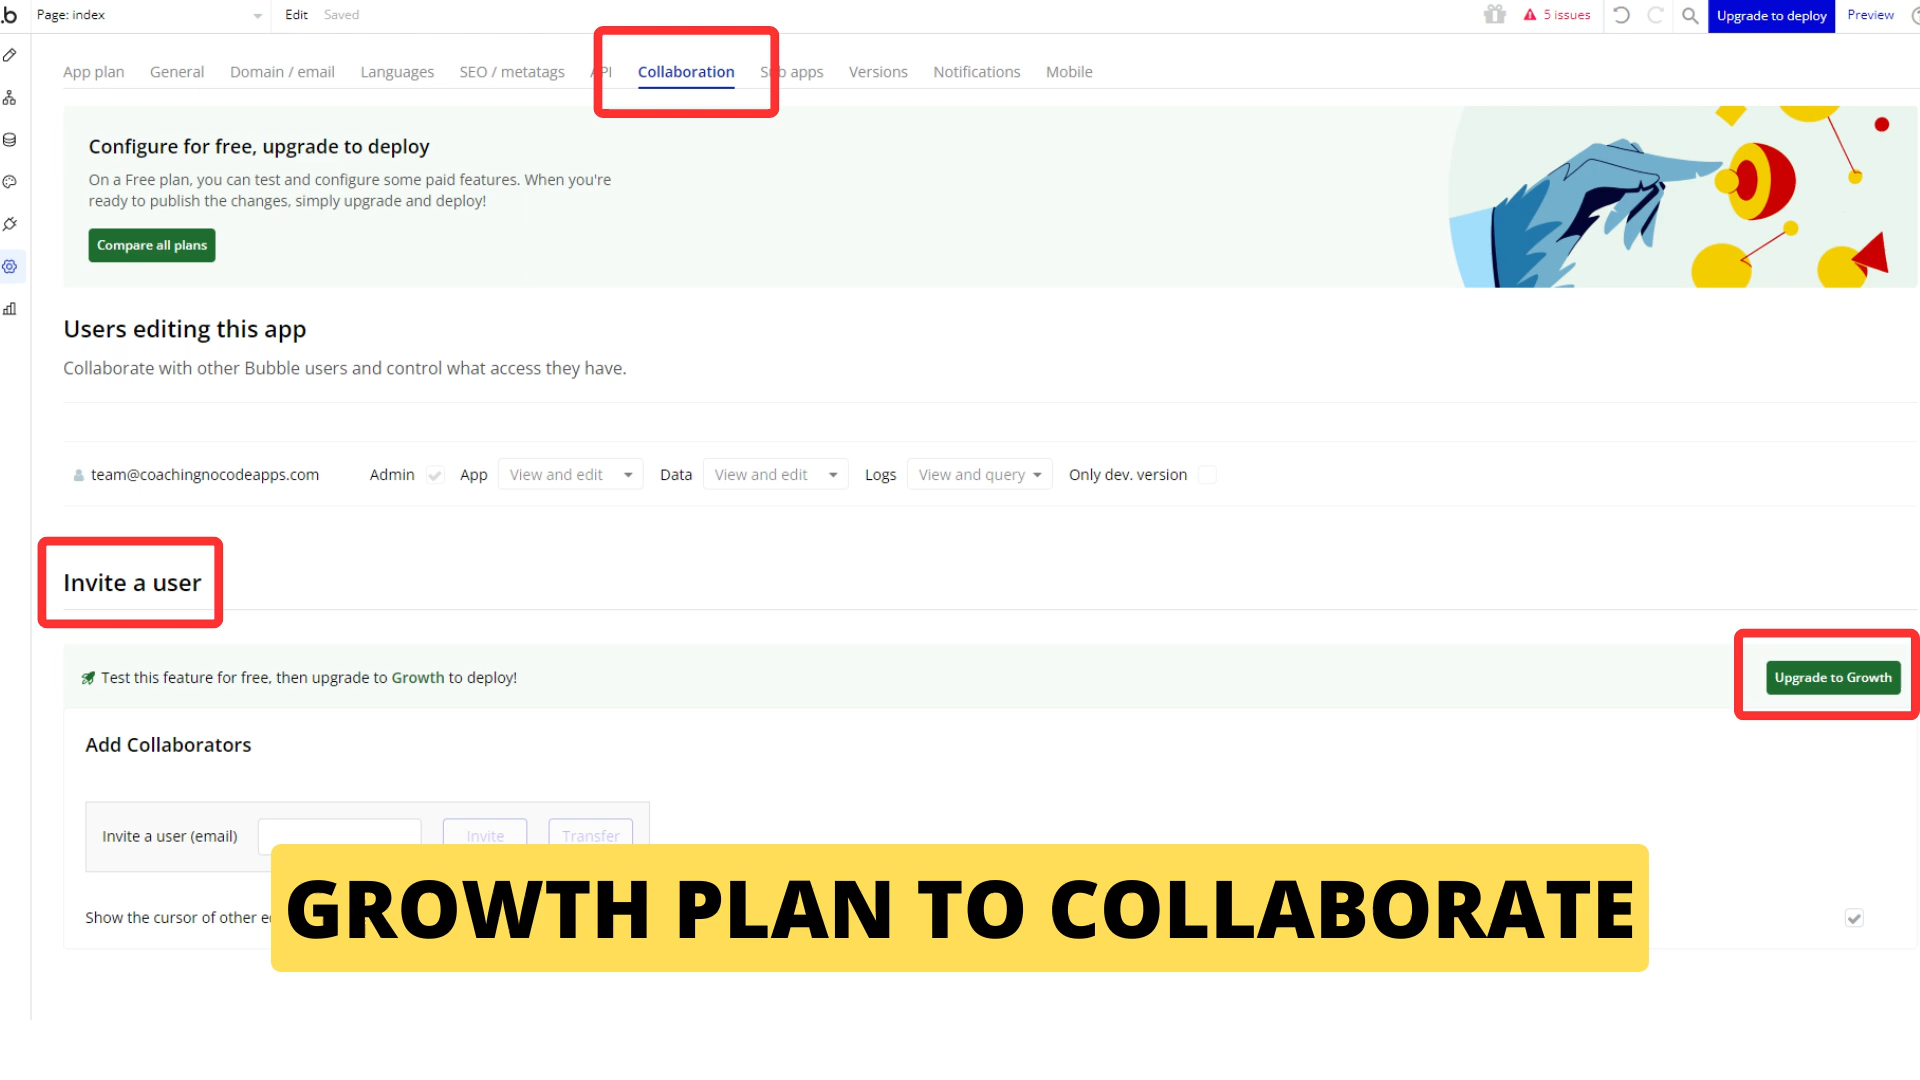 .b Page: index Edit Saved 5 issues Upgrade to deploy Preview
App plan General Domain / email Languages SEO / metatags API Collaboration Sub apps Versions Notifications Mobile
Configure for free, upgrade to deploy
On a Free plan, you can test and configure some paid features. When you're
ready to publish the changes, simply upgrade and deploy!
Compare all plans
Users editing this app
Collaborate with other Bubble users and control what access they have.
team@coachingnocodeapps.com Admin App View and edit Data View and edit Logs View and query Only dev. version
Invite a user
Test this feature for free, then upgrade to Growth to deploy!
Upgrade to Growth
Add Collaborators
Invite a user (email) Invite Transfer
Show the cursor of other
GROWTH PLAN TO COLLABORATE